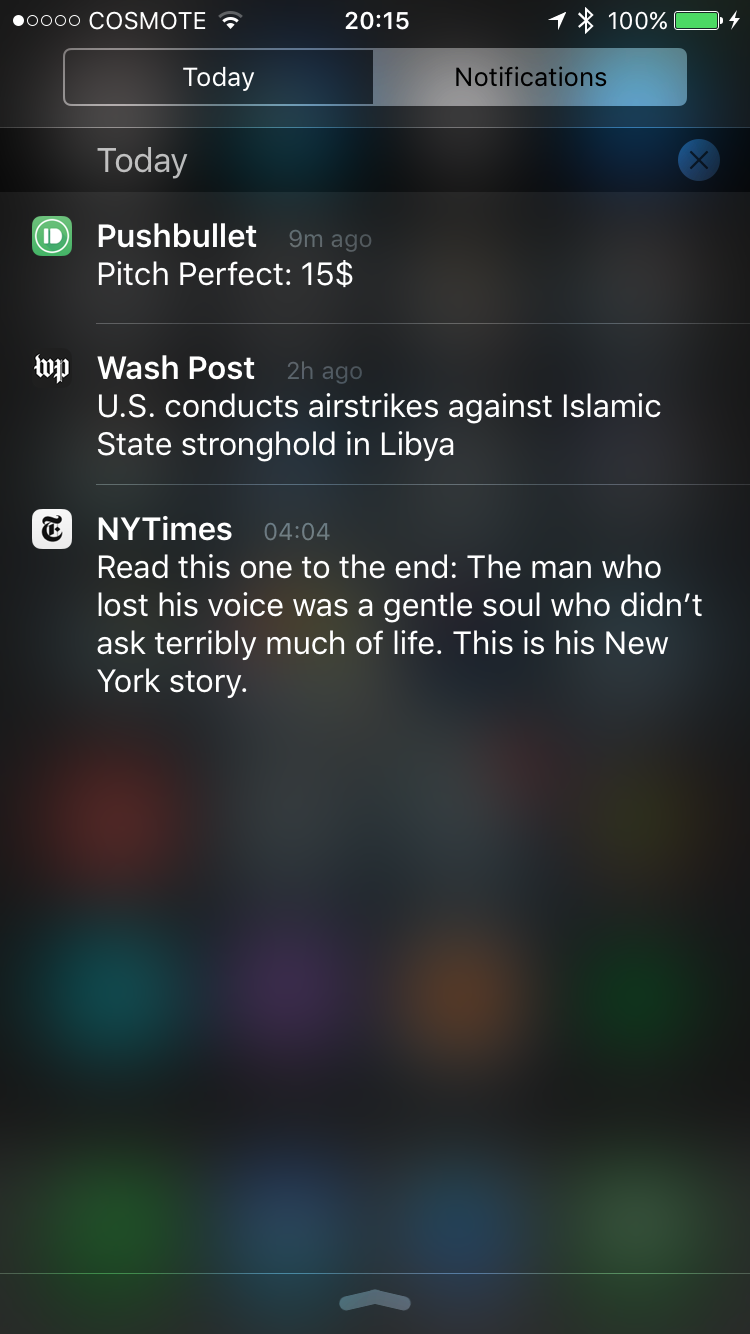 COSMOTE 20:15 100%
Today Notifications
Today
Pushbullet 9m ago
Pitch Perfect: 15$
wp Wash Post 2h ago
U.S. conducts airstrikes against Islamic
State stronghold in Libya
T NYTimes 04:04
Read this one to the end: The man who
lost his voice was a gentle soul who didn’t
ask terribly much of life. This is his New
York story.